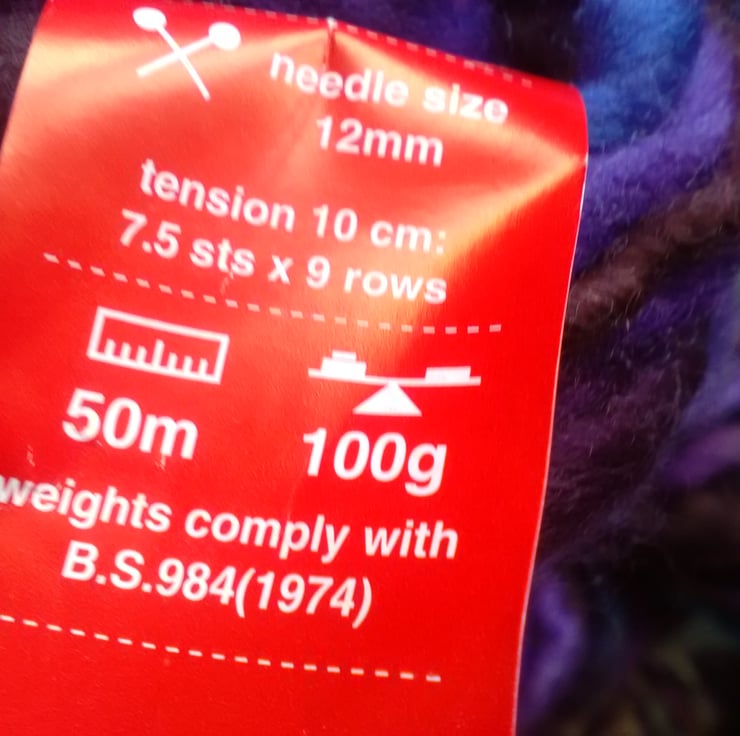 needle size
12mm
tension 10 cm:
7.5 sts x 9 rows
50m 100g
weights comply with
B.S.984(1974)